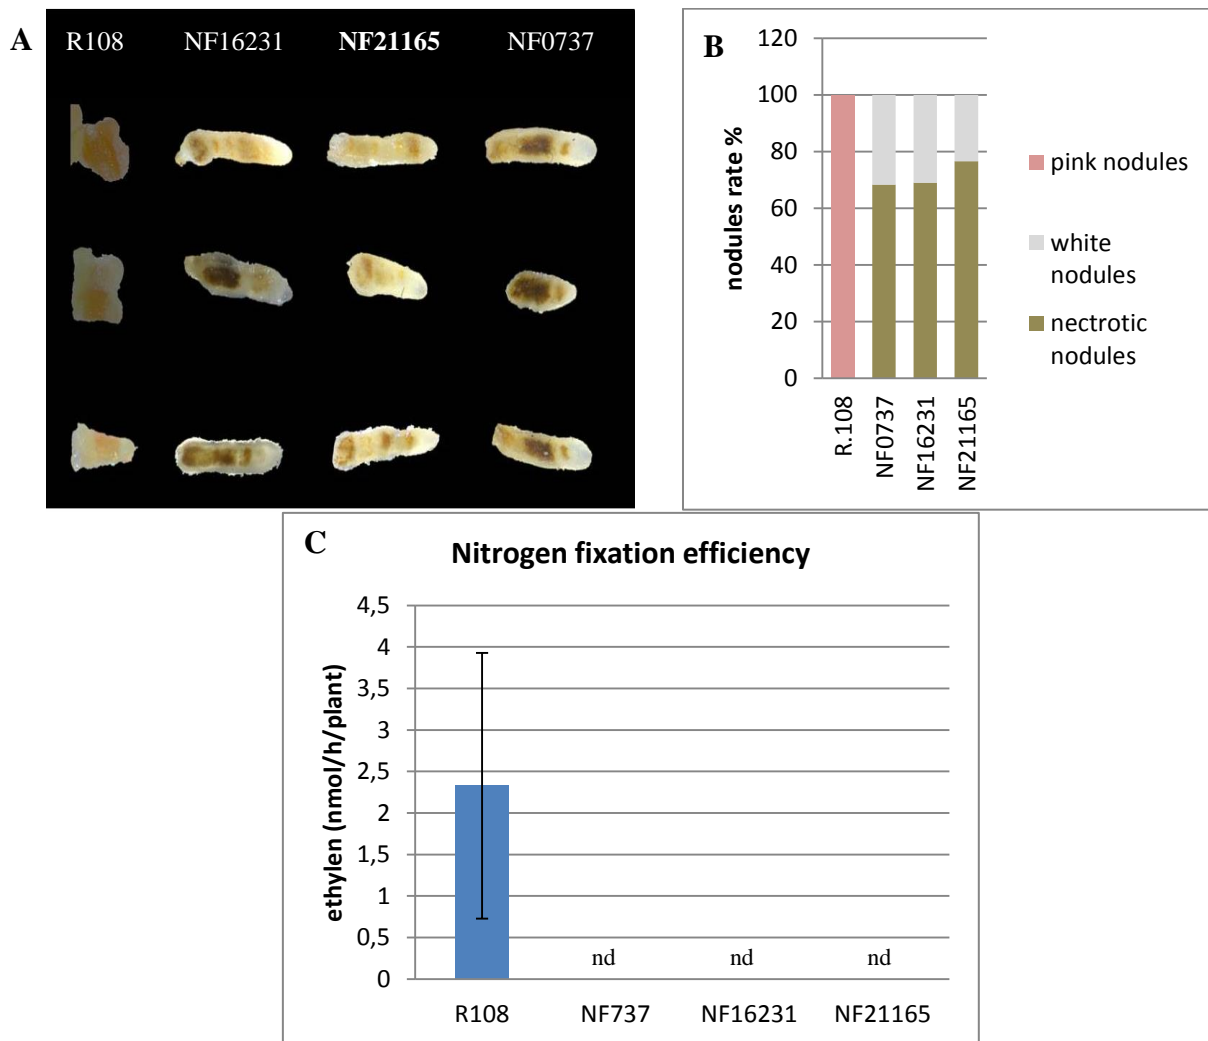 A
R108 NF16231 NF21165 NF0737
B
120
100
80
60
40
20
0
nodules rate %
R.108
NF0737
NF16231
NF21165
pink nodules
white
nodules
nectrotic
nodules
C
Nitrogen fixation efficiency
4,5
4
3,5
3
2,5
2
1,5
1
0,5
0
ethylen (nmol/h/plant)
nd nd nd
R108 NF737 NF16231 NF21165